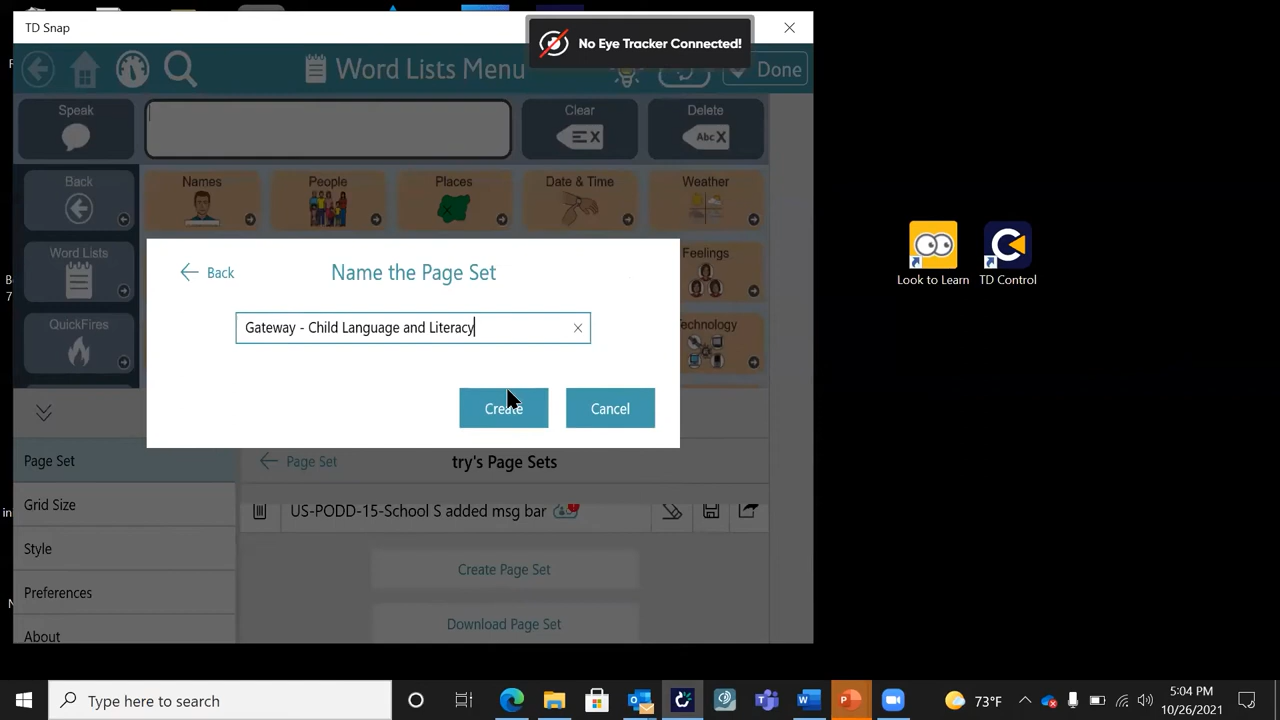 TD Snap
No Eye Tracker Connected!
Word Lists Menu
Done
Speak
Clear
Delete
X
AbcX
Back
Names
People
Places
Date & Time
Weather
Word Lists
Feelings
QuickFires
Technology
Back
Name the Page Set
Gateway - Child Language and Literacy
Create
Cancel
Page Set
Page Set
try's Page Sets
Grid Size
US-PODD-15-School S added msg bar
Style
Create Page Set
Preferences
Download Page Set
About
Look to Learn
TD Control
Type here to search
73°F
5:04 PM
10/26/2021